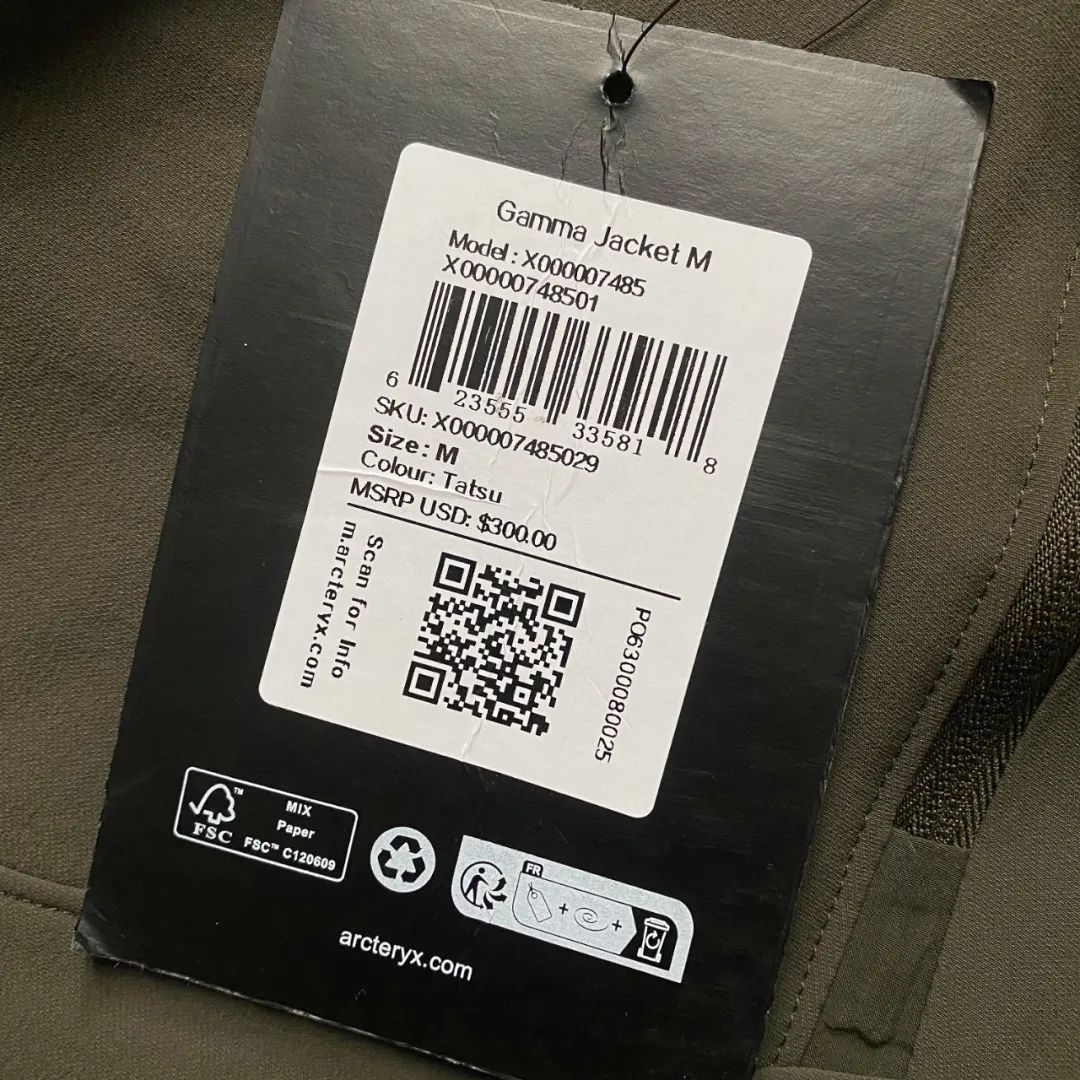 Gamma Jacket M
Model : X000007485
X00000748501
6 23555 33581 8
SKU: X000007485029
Size: M
Colour: Tatsu
MSRP USD: $300.00
Scan for Info
m.arcteryx.com
PO6300080025
FSC
MIX
Paper
FSC™ C120609
FR
arcteryx.com